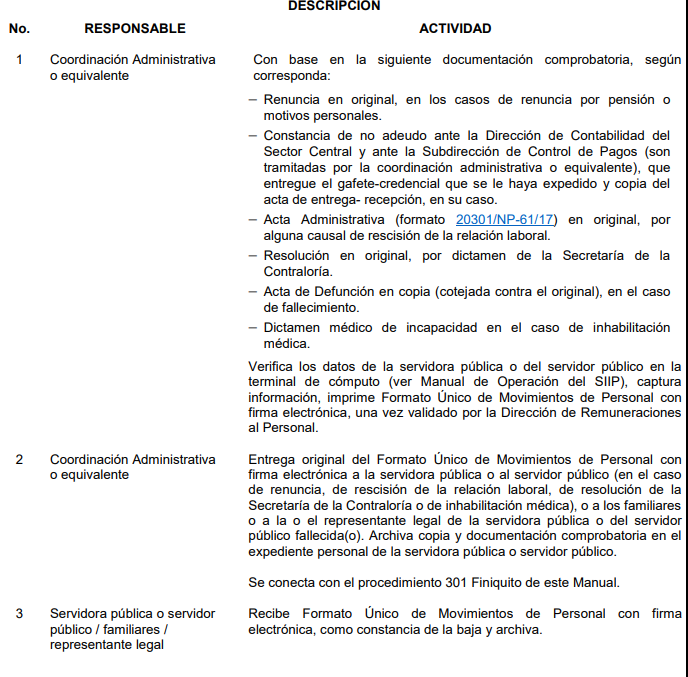 DESCRIPCIÓN
No. RESPONSABLE ACTIVIDAD
1 Coordinación Administrativa o equivalente
Con base en la siguiente documentación comprobatoria, según
corresponda:
– Renuncia en original, en los casos de renuncia por pensión o
motivos personales.
– Constancia de no adeudo ante la Dirección de Contabilidad del
Sector Central y ante la Subdirección de Control de Pagos (son
tramitadas por la coordinación administrativa o equivalente), que
entregue el gafete-credencial que se le haya expedido y copia del
acta de entrega- recepción, en su caso.
– Acta Administrativa (formato 20301/NP-61/17) en original, por
alguna causal de rescisión de la relación laboral.
– Resolución en original, por dictamen de la Secretaría de la
Contraloría.
– Acta de Defunción en copia (cotejada contra el original), en el caso
de fallecimiento.
– Dictamen médico de incapacidad en el caso de inhabilitación
médica.
Verifica los datos de la servidora pública o del servidor público en la
terminal de cómputo (ver Manual de Operación del SIIP), captura
información, imprime Formato Único de Movimientos de Personal con
firma electrónica, una vez validado por la Dirección de Remuneraciones
al Personal.
2 Coordinación Administrativa
o equivalente
Entrega original del Formato Único de Movimientos de Personal con
firma electrónica a la servidora pública o al servidor público (en el caso
de renuncia, de rescisión de la relación laboral, de resolución de la
Secretaría de la Contraloría o de inhabilitación médica), o a los familiares
o a la o el representante legal de la servidora pública o del servidor
público fallecida(o). Archiva copia y documentación comprobatoria en el
expediente personal de la servidora pública o servidor público.
Se conecta con el procedimiento 301 Finiquito de este Manual.
3 Servidora pública o servidor
público / familiares /
representante legal
Recibe Formato Único de Movimientos de Personal con firma
electrónica, como constancia de la baja y archiva.